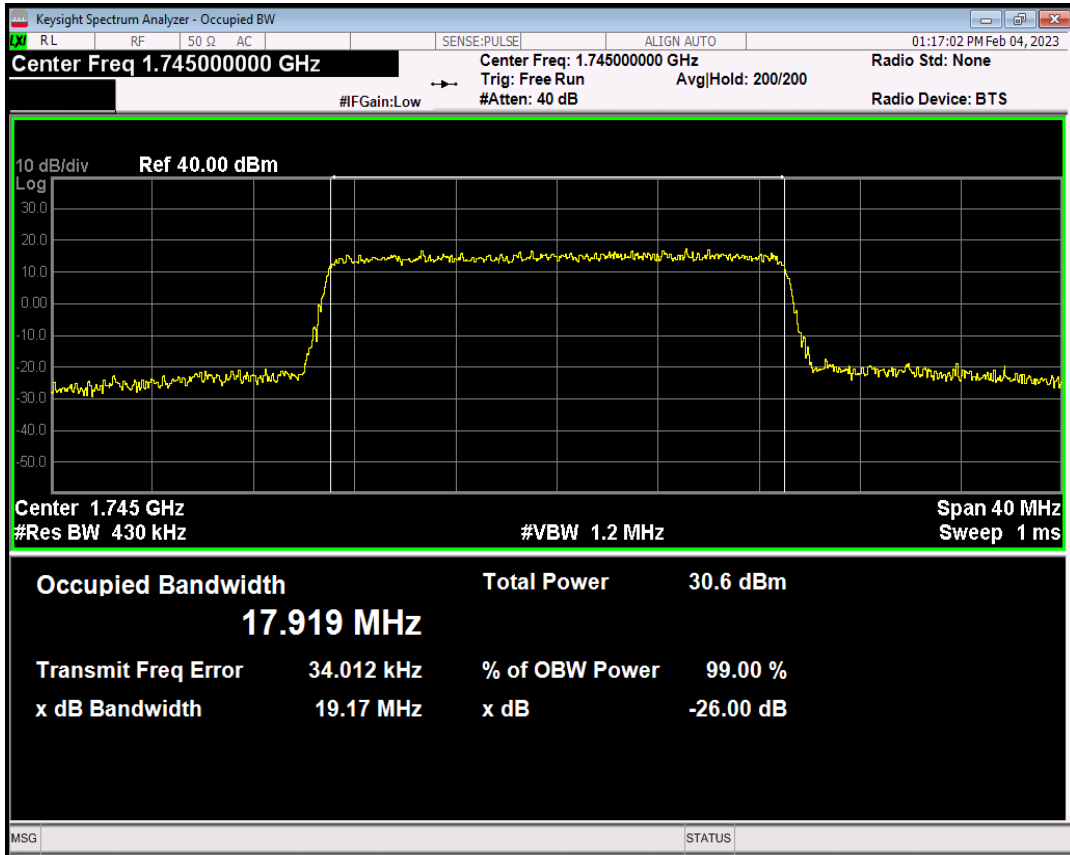 Keysight Spectrum Analyzer - Occupied BW
LXI RL RF 50 Ω AC SENSE:PULSE ALIGN AUTO 01:17:02 PM Feb 04, 2023
Center Freq 1.745000000 GHz Center Freq: 1.745000000 GHz Radio Std: None
Trig: Free Run Avg|Hold: 200/200
#IFGain:Low #Atten: 40 dB Radio Device: BTS
10 dB/div Ref 40.00 dBm
Log
30.0
20.0
10.0
0.00
-10.0
-20.0
-30.0
-40.0
-50.0
Center 1.745 GHz Span 40 MHz
#Res BW 430 kHz #VBW 1.2 MHz Sweep 1 ms
Occupied Bandwidth Total Power 30.6 dBm
17.919 MHz
Transmit Freq Error 34.012 kHz % of OBW Power 99.00 %
x dB Bandwidth 19.17 MHz x dB -26.00 dB
MSG STATUS